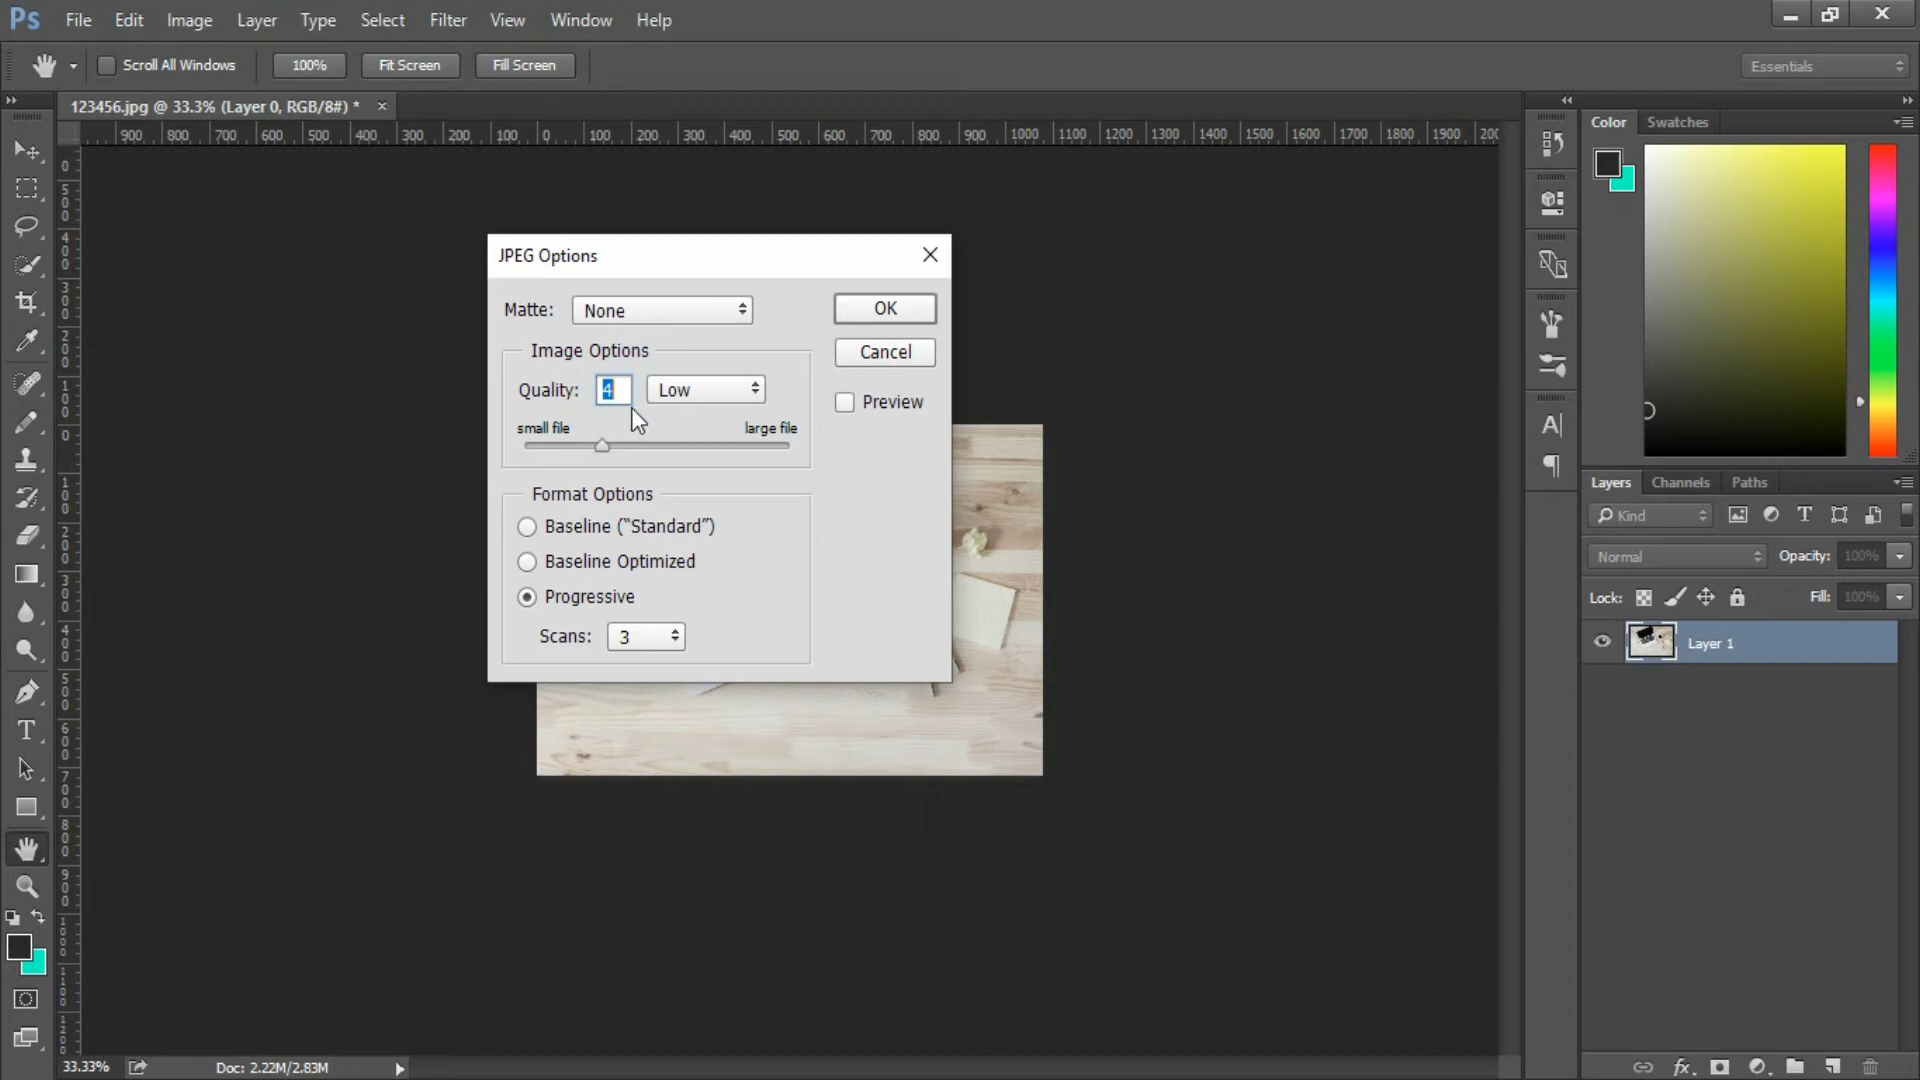 Ps File Edit Image Layer Type Select Filter View Window Help
Scroll All Windows 100% Fit Screen Fill Screen Essentials
123456.jpg @ 33.3% (Layer 0, RGB/8#) * ×
900 800 700 600 500 400 300 200 100 0 100 200 300 400 500 600 700 800 900 1000 1100 1200 1300 1400 1500 1600 1700 1800 1900
Color Swatches
JPEG Options
Matte: None
OK
Image Options
Cancel
Quality: 4 Low
Preview
small file large file
Format Options
Baseline (“Standard”)
Baseline Optimized
Progressive
Scans: 3
Layers Channels Paths
Kind
Normal Opacity: 100%
Lock: Fill: 100%
Layer 1
33.33% Doc: 2.22M/2.83M
fx